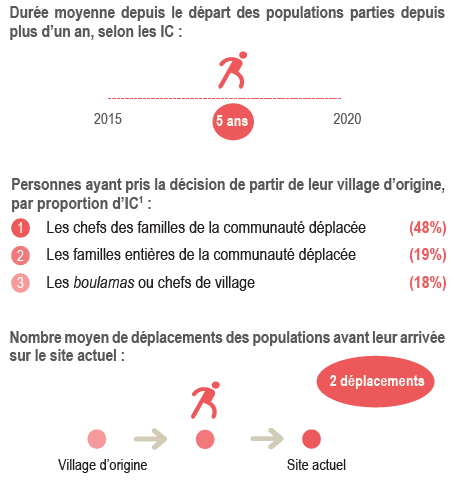 Durée moyenne depuis le départ des populations parties depuis
plus d'un an, selon les IC :
2015
5 ans
2020
Personnes ayant pris la décision de partir de leur village d'origine,
par proportion d'IC¹ :
1 Les chefs des familles de la communauté déplacée (48%)
2 Les familles entières de la communauté déplacée (19%)
3 Les boulamas ou chefs de village (18%)
Nombre moyen de déplacements des populations avant leur arrivée
sur le site actuel :
2 déplacements
Village d'origine
Site actuel